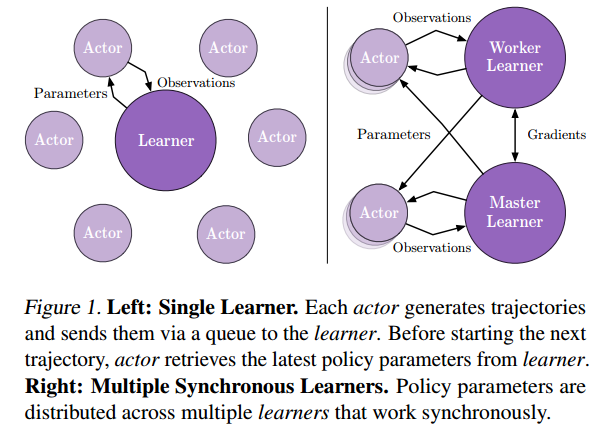 Actor
Actor
Observations
Parameters
Actor
Learner
Actor
Actor
Actor
Observations
Actor
Worker
Learner
Parameters
Gradients
Actor
Master
Learner
Observations
Figure 1. Left: Single Learner. Each actor generates trajectories
and sends them via a queue to the learner. Before starting the next
trajectory, actor retrieves the latest policy parameters from learner.
Right: Multiple Synchronous Learners. Policy parameters are
distributed across multiple learners that work synchronously.